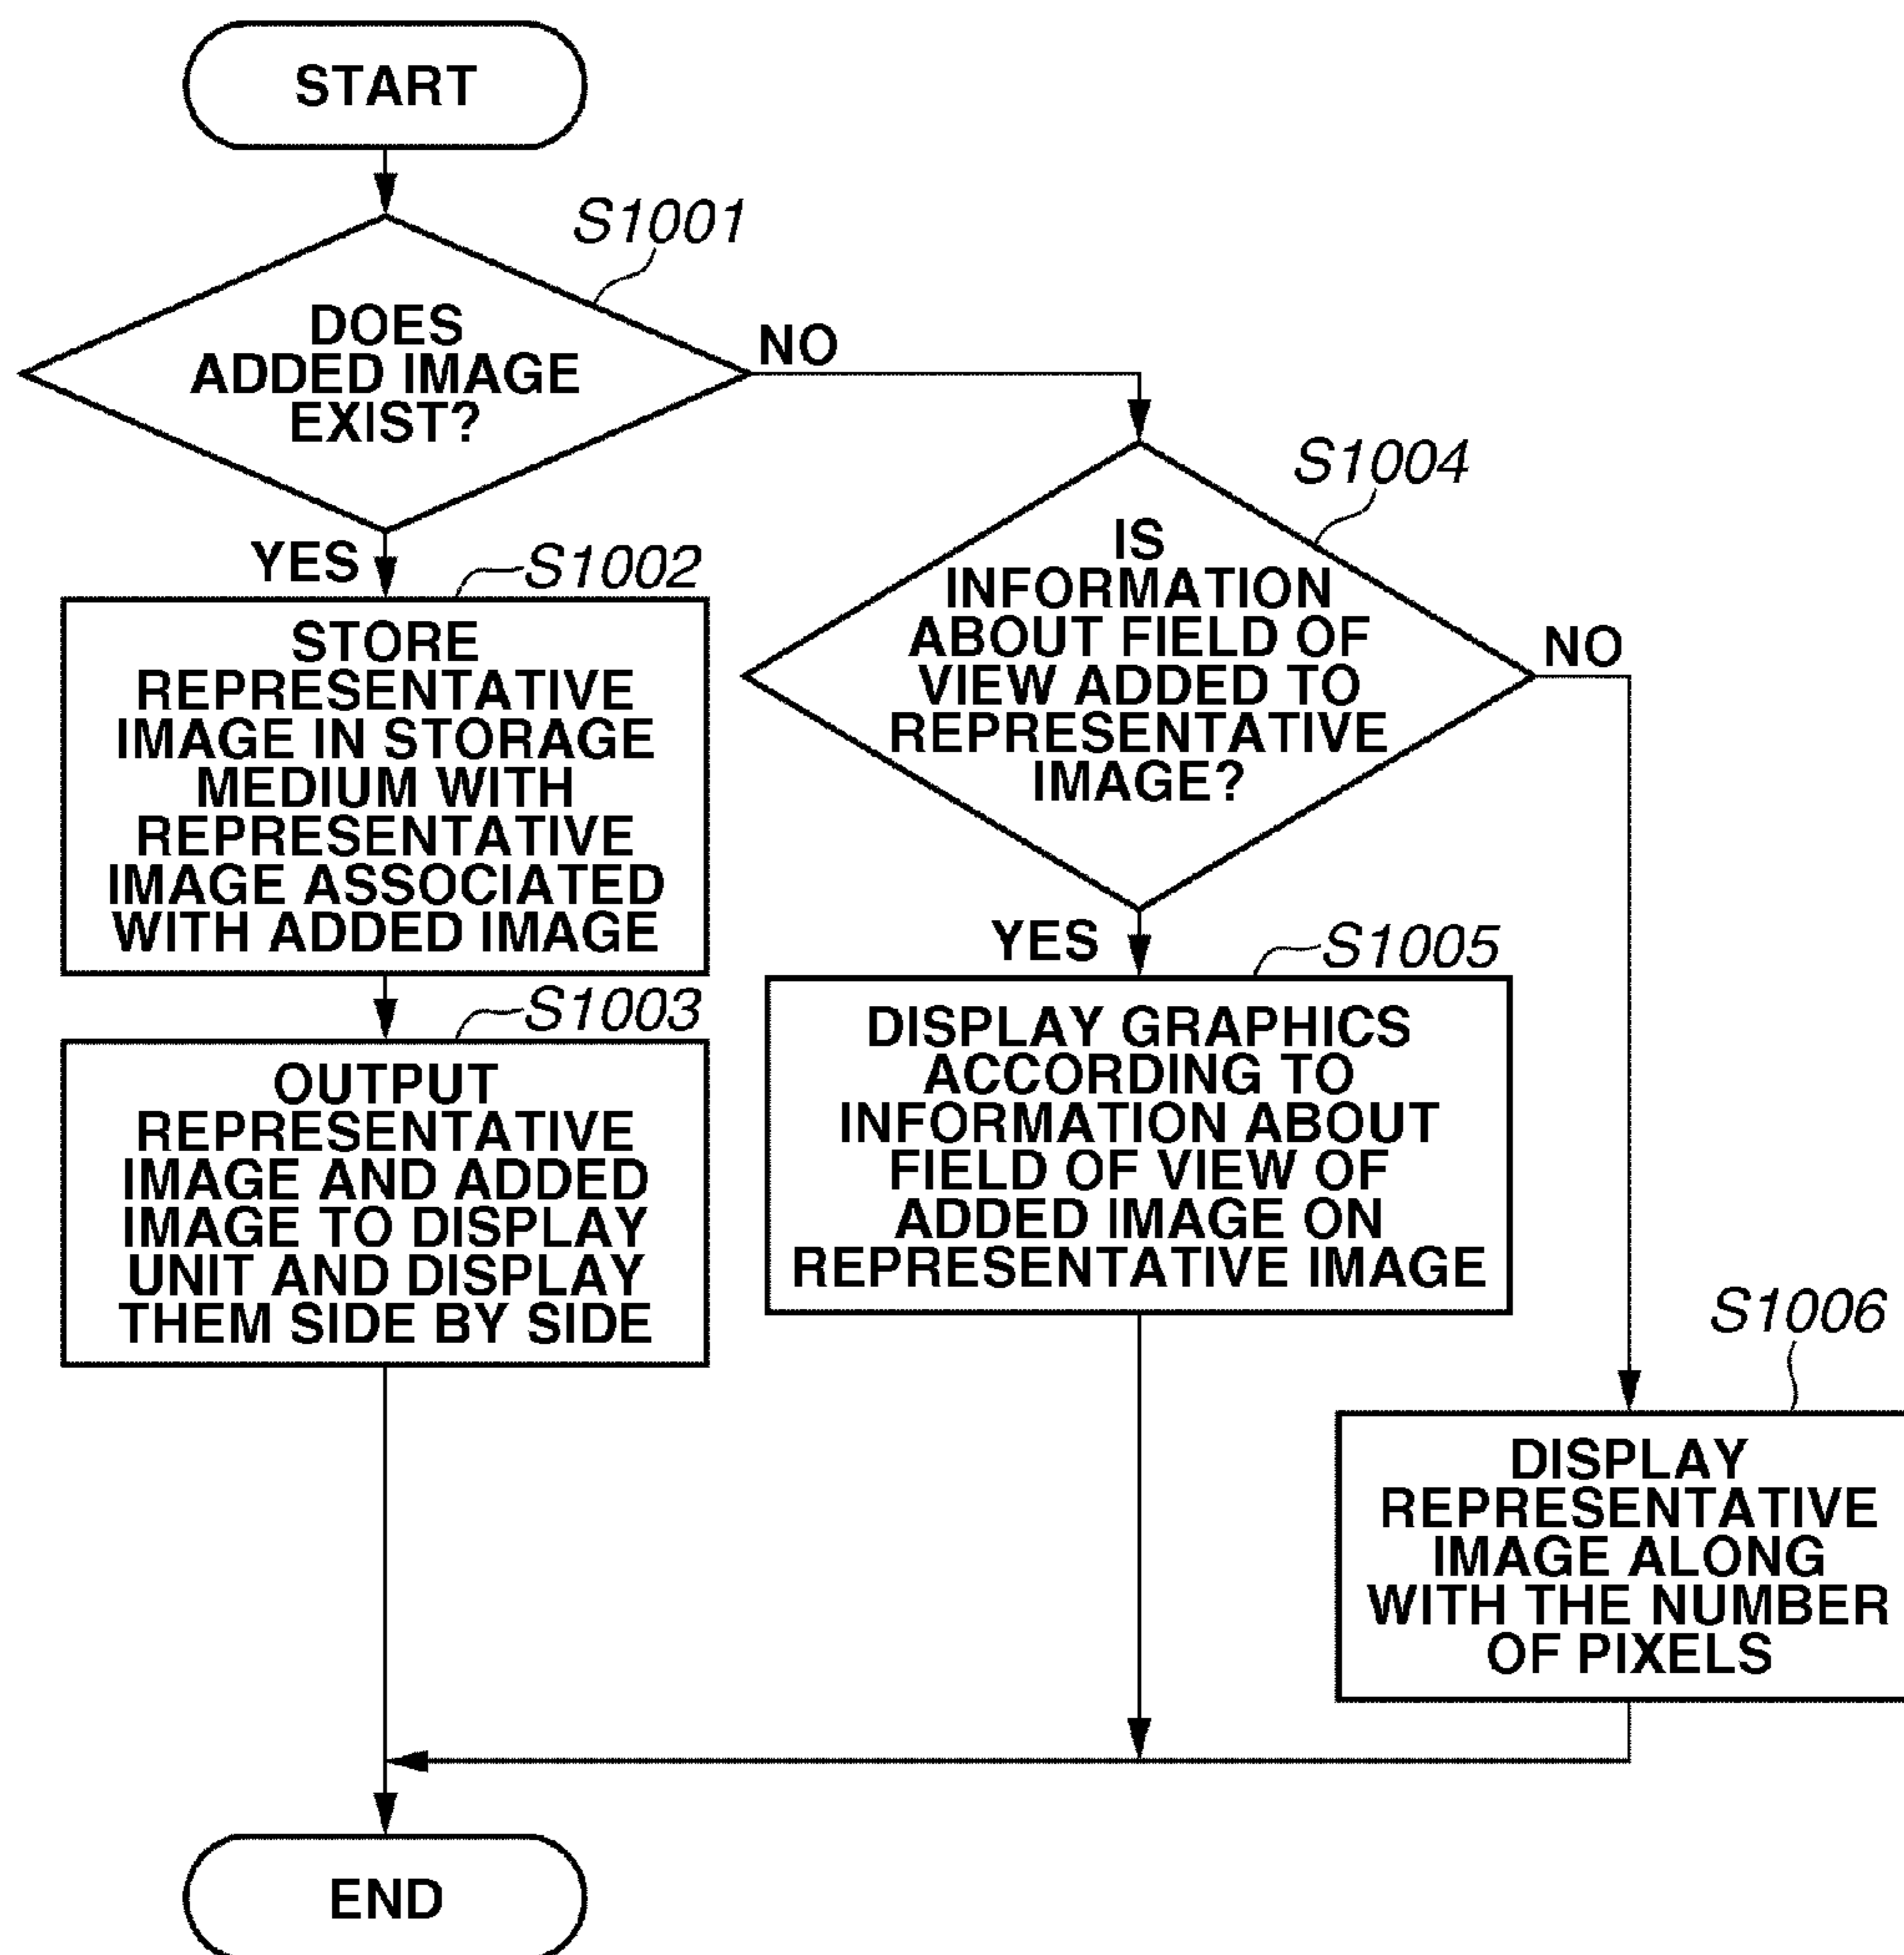 START
S1001
DOES
ADDED IMAGE
EXIST?
NO
YES
S1002
STORE
REPRESENTATIVE
IMAGE IN STORAGE
MEDIUM WITH
REPRESENTATIVE
IMAGE ASSOCIATED
WITH ADDED IMAGE
S1003
OUTPUT
REPRESENTATIVE
IMAGE AND ADDED
IMAGE TO DISPLAY
UNIT AND DISPLAY
THEM SIDE BY SIDE
S1004
IS
INFORMATION
ABOUT FIELD OF
VIEW ADDED TO
REPRESENTATIVE
IMAGE?
NO
YES
S1005
DISPLAY GRAPHICS
ACCORDING TO
INFORMATION ABOUT
FIELD OF VIEW OF
ADDED IMAGE ON
REPRESENTATIVE IMAGE
S1006
DISPLAY
REPRESENTATIVE
IMAGE ALONG
WITH THE NUMBER
OF PIXELS
END